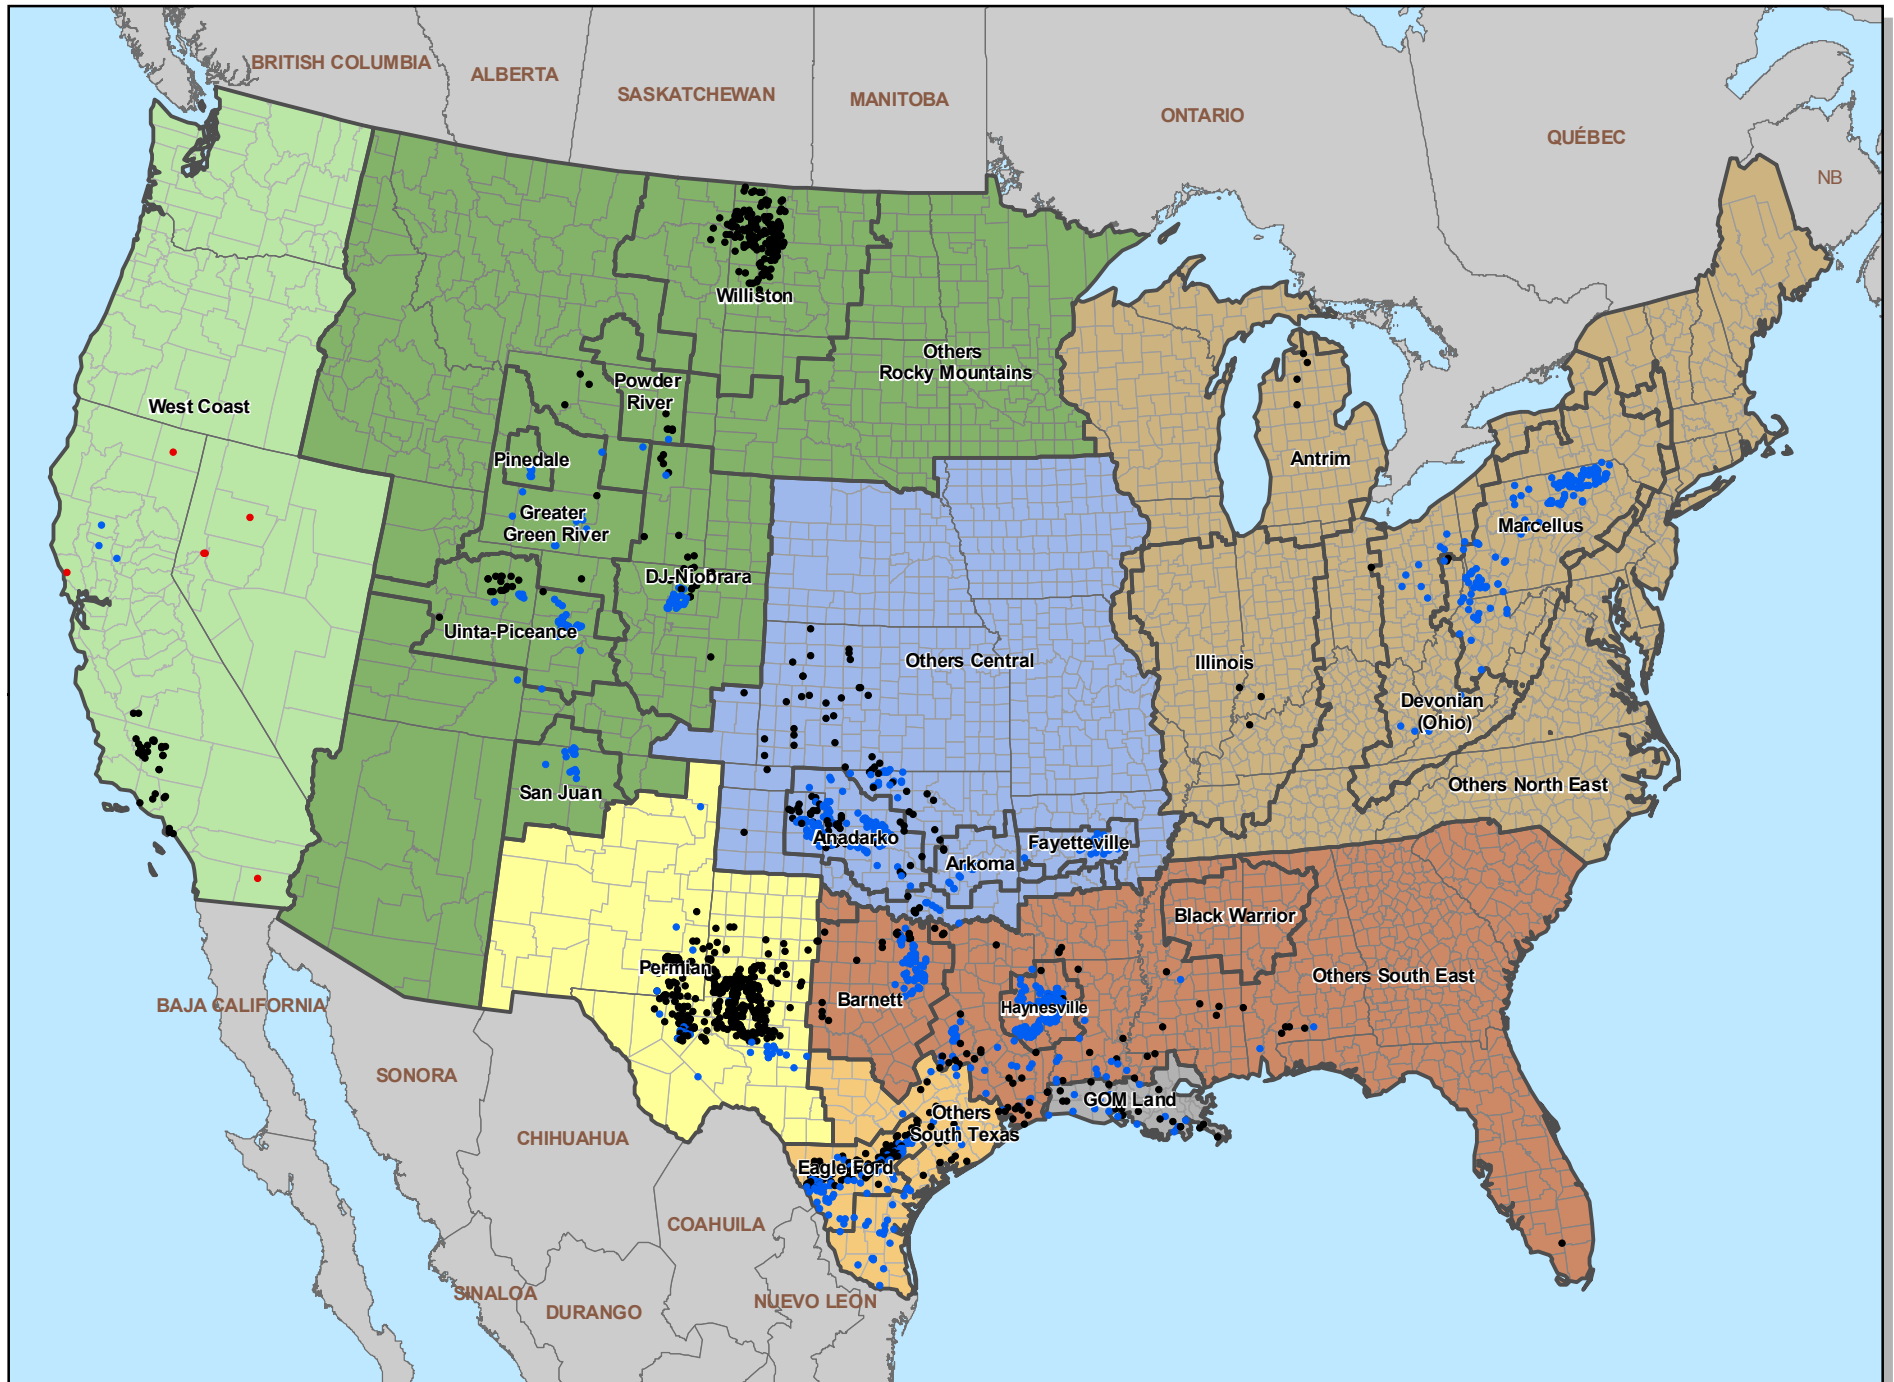 BRITISH COLUMBIA
ALBERTA
SASKATCHEWAN
MANITOBA
ONTARIO
QUÉBEC
NB
Williston
Others
Rocky Mountains
Powder
River
West Coast
Pinedale
Antrim
Greater
Green River
Marcellus
DJ-Niobrara
Uinta-Piceance
Others Central
Illinois
Devonian
(Ohio)
San Juan
Others North East
Anadarko
Fayetteville
Arkoma
Black Warrior
Permian
Others South East
Barnett
Haynesville
BAJA CALIFORNIA
SONORA
GOM Land
Others
South Texas
CHIHUAHUA
Eagle Ford
COAHUILA
SINALOA
DURANGO
NUEVO LEON